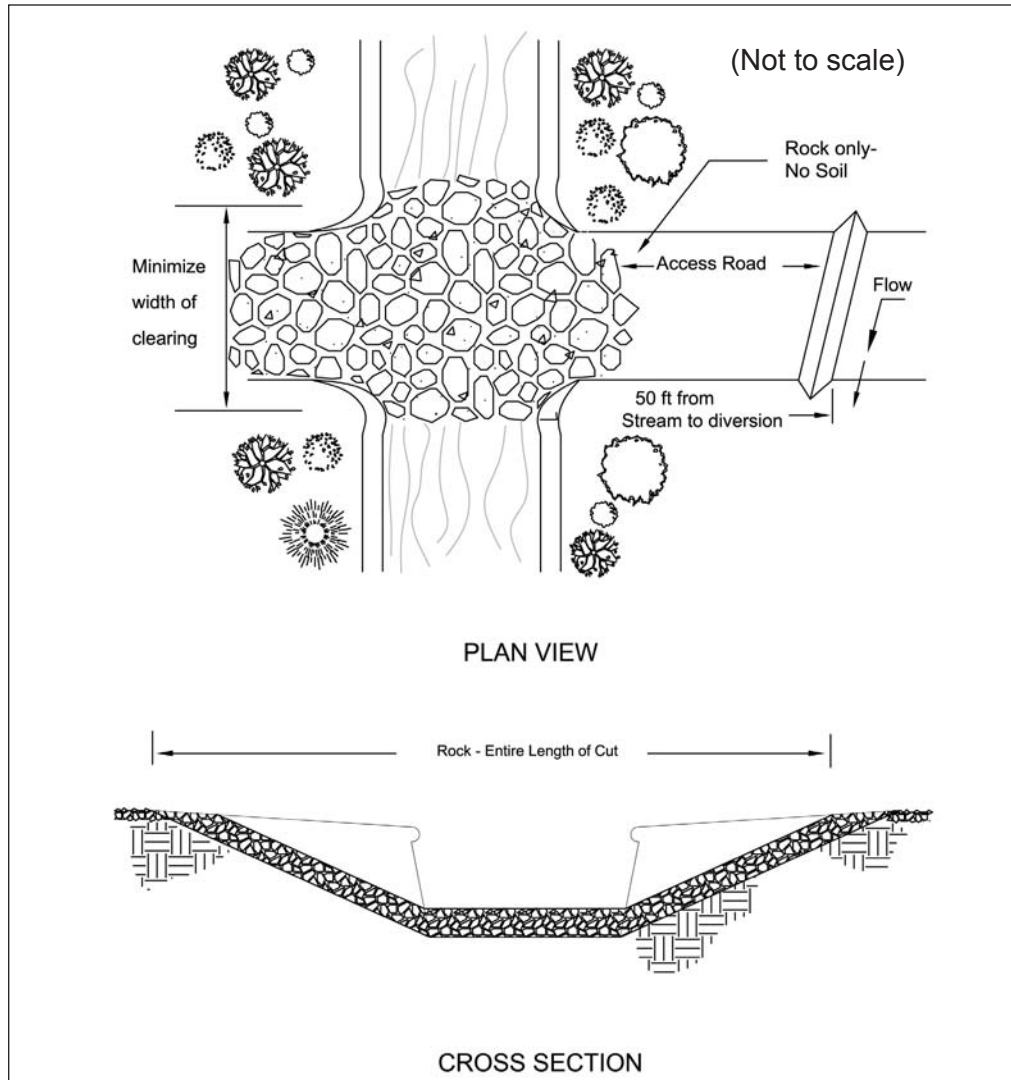 (Not to scale)
Rock only-
No Soil
Minimize
width of
clearing
Access Road
Flow
50 ft from
Stream to diversion
PLAN VIEW
Rock - Entire Length of Cut
CROSS SECTION